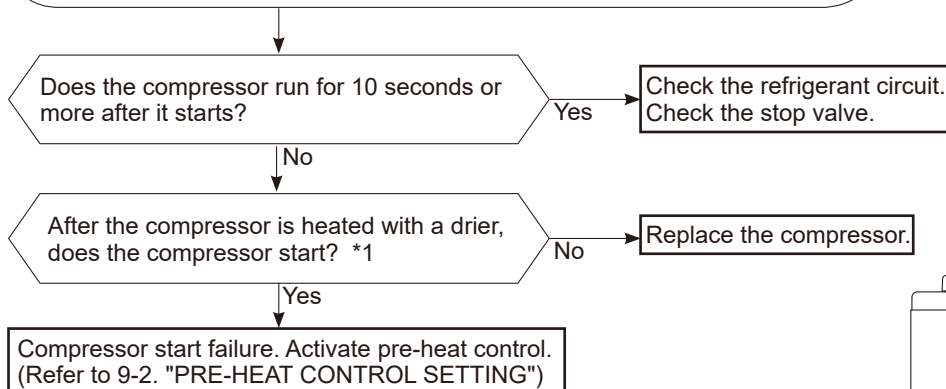 Does the compressor run for 10 seconds or
more after it starts?
Yes
Check the refrigerant circuit.
Check the stop valve.
No
After the compressor is heated with a drier,
does the compressor start? *1
No
Replace the compressor.
Yes
Compressor start failure. Activate pre-heat control.
(Refer to 9-2. "PRE-HEAT CONTROL SETTING")